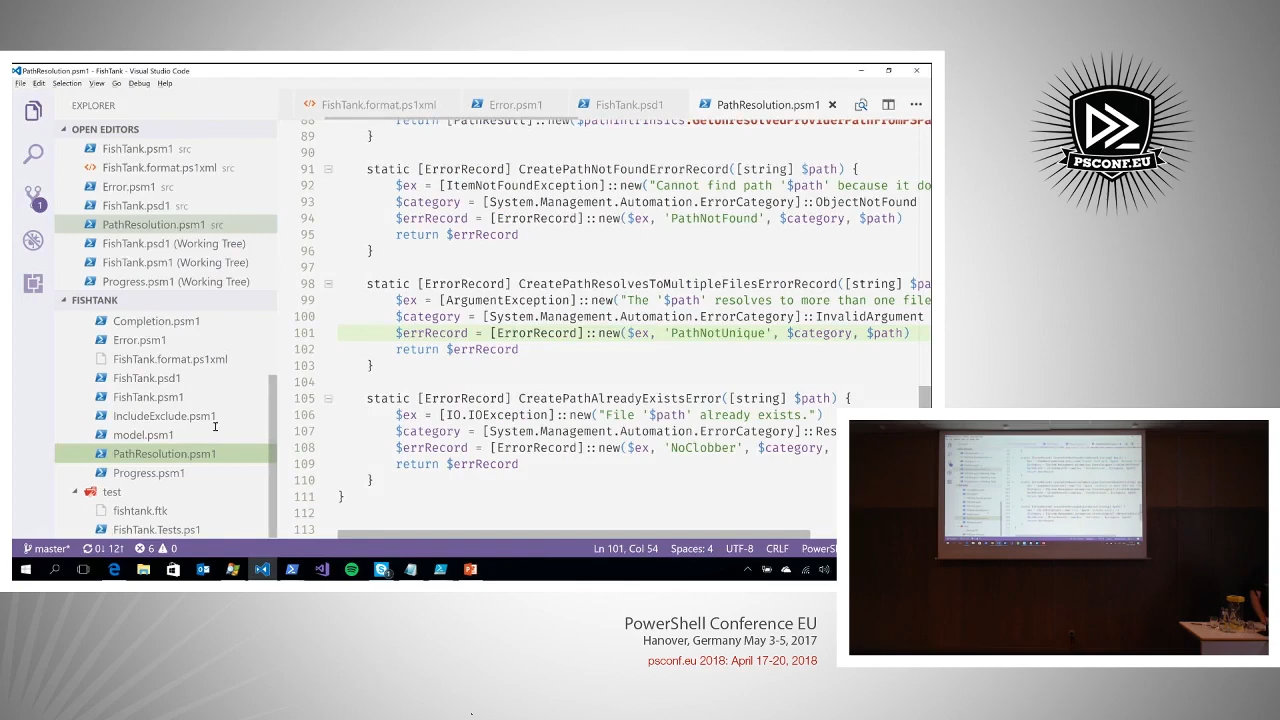 PathResolution.psm1 - FishTank - Visual Studio Code
File Edit Selection View Go Debug Help
EXPLORER
FishTank.format.ps1xml
Error.psm1
FishTank.psd1
PathResolution.psm1
OPEN EDITORS
FishTank.psm1 src
FishTank.format.ps1xml src
Error.psm1 src
FishTank.psd1 src
PathResolution.psm1 src
FishTank.psd1 (Working Tree)
FishTank.psm1 (Working Tree)
Progress.psm1 (Working Tree)
1
FISHTANK
Completion.psm1
Error.psm1
FishTank.format.ps1xml
FishTank.psd1
FishTank.psm1
IncludeExclude.psm1
model.psm1
PathResolution.psm1
Progress.psm1
test
fishtank.ftk
FishTank.Tests.ps1
88 return [PathResult]::new($pathIntrinsics.GetUnresolvedProviderPathFromPSPa
89 }
90
91 static [ErrorRecord] CreatePathNotFoundErrorRecord([string] $path) {
92 $ex = [ItemNotFoundException]::new("Cannot find path '$path' because it do
93 $category = [System.Management.Automation.ErrorCategory]::ObjectNotFound
94 $errRecord = [ErrorRecord]::new($ex, 'PathNotFound', $category, $path)
95 return $errRecord
96 }
97
98 static [ErrorRecord] CreatePathResolvesToMultipleFilesErrorRecord([string] $pa
99 $ex = [ArgumentException]::new("The '$path' resolves to more than one file
100 $category = [System.Management.Automation.ErrorCategory]::InvalidArgument
101 $errRecord = [ErrorRecord]::new($ex, 'PathNotUnique', $category, $path)
102 return $errRecord
103 }
104
105 static [ErrorRecord] CreatePathAlreadyExistsError([string] $path) {
106 $ex = [IO.IOException]::new("File '$path' already exists.")
107 $category = [System.Management.Automation.ErrorCategory]::Res
108 $errRecord = [ErrorRecord]::new($ex, 'NoClobber', $category,
109 return $errRecord
110 }
111 }
112
113
master* 0↓ 12↑ 6 0 Ln 101, Col 54 Spaces: 4 UTF-8 CRLF PowerS
PSCONF.EU
PowerShell Conference EU
Hanover, Germany May 3-5, 2017
psconf.eu 2018: April 17-20, 2018